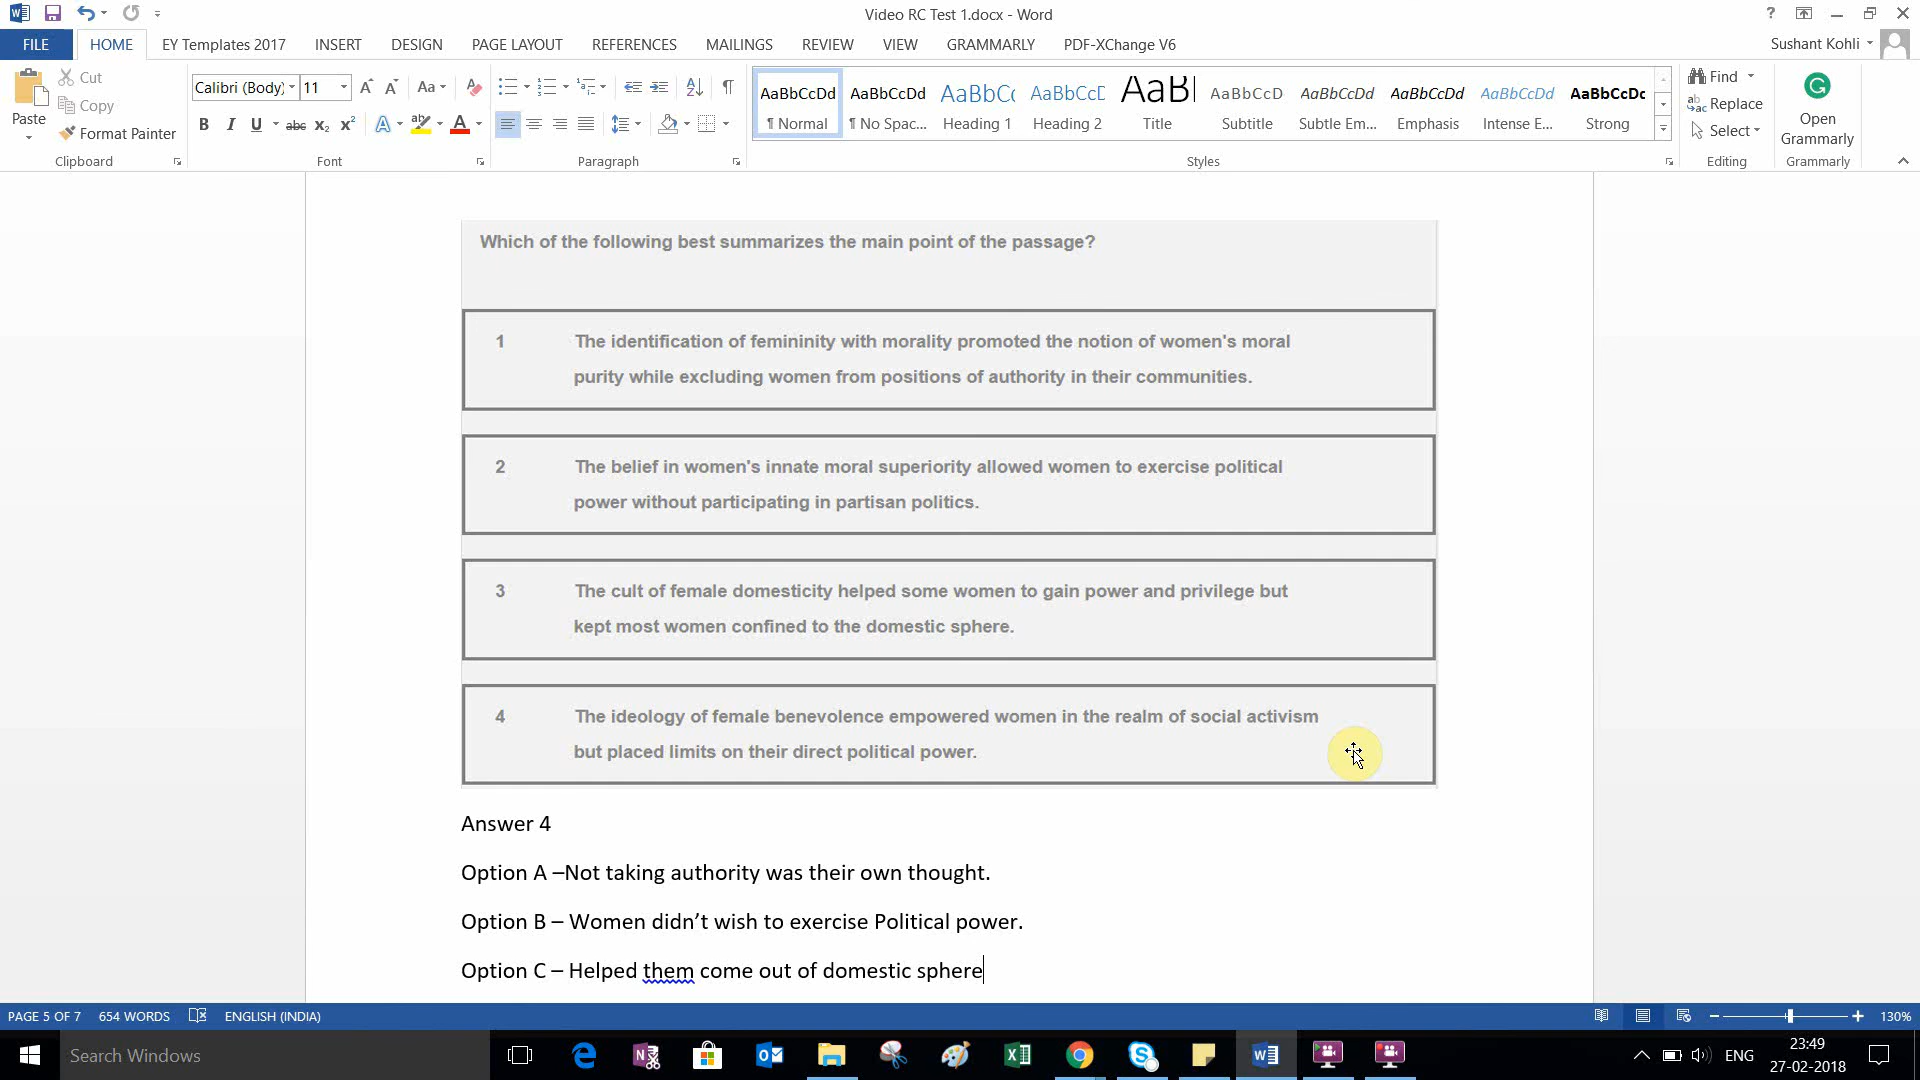 Video RC Test 1.docx - Word
?
FILE HOME EY Templates 2017 INSERT DESIGN PAGE LAYOUT REFERENCES MAILINGS REVIEW VIEW GRAMMARLY PDF-XChange V6 Sushant Kohli
Paste
Cut
Copy
Format Painter
Clipboard
Calibri (Body) 11
Aa
B I U abc X₂ X²
Font
Paragraph
AaBbCcDd AaBbCcDd AaBbCc AaBbCcD AaBl AaBbCcD AaBbCcDd AaBbCcDd AaBbCcDd AaBbCcDc
¶ Normal ¶ No Spac... Heading 1 Heading 2 Title Subtitle Subtle Em... Emphasis Intense E... Strong
Styles
Find
Replace
Select
Editing
Open
Grammarly
Grammarly
Which of the following best summarizes the main point of the passage?
1 The identification of femininity with morality promoted the notion of women's moral
purity while excluding women from positions of authority in their communities.
2 The belief in women's innate moral superiority allowed women to exercise political
power without participating in partisan politics.
3 The cult of female domesticity helped some women to gain power and privilege but
kept most women confined to the domestic sphere.
4 The ideology of female benevolence empowered women in the realm of social activism
but placed limits on their direct political power.
Answer 4
Option A –Not taking authority was their own thought.
Option B – Women didn’t wish to exercise Political power.
Option C – Helped them come out of domestic sphere
PAGE 5 OF 7 654 WORDS ENGLISH (INDIA) 130%
Search Windows
ENG
23:49
27-02-2018